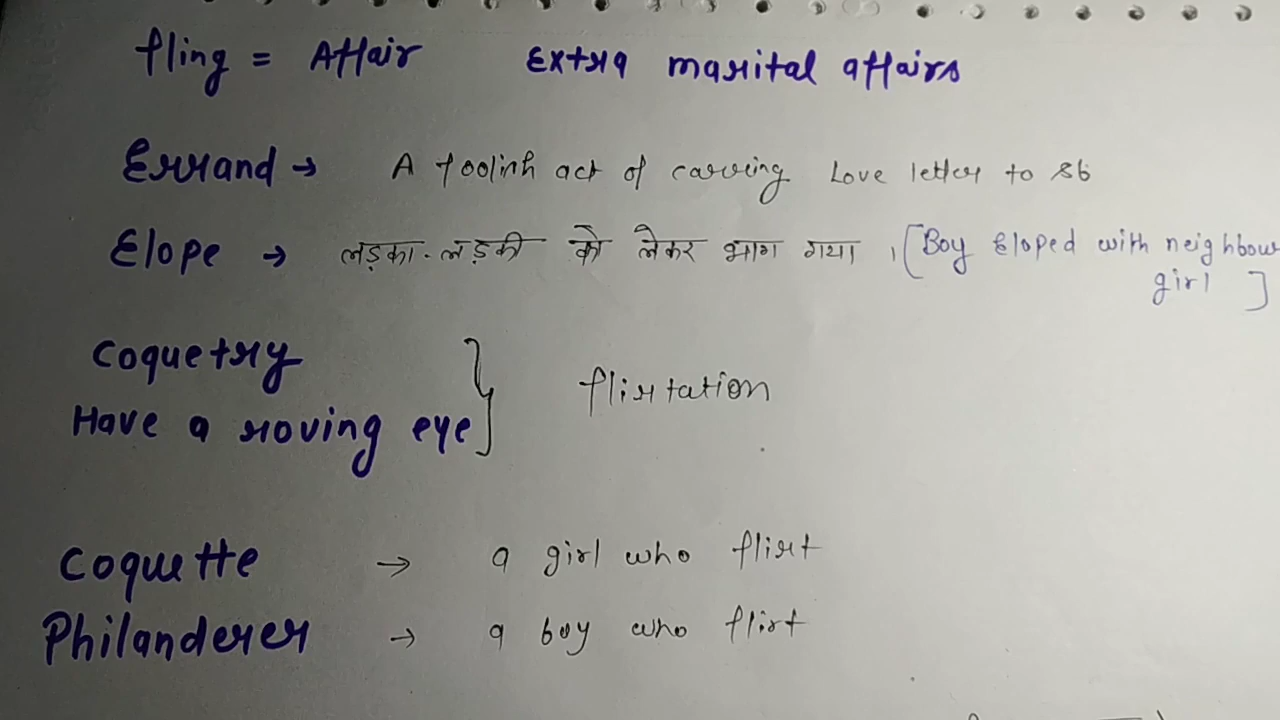 fling = Affair Extra marital affairs
Errand → A foolish act of carrying Love letter to sb
Elope → लड़का-लड़की को लेकर भाग गया, [Boy Eloped with neighbour
girl ]
Coquetry
Have a roving eye } flirtation
Coquette → a girl who flirt
Philanderer → a boy who flirt